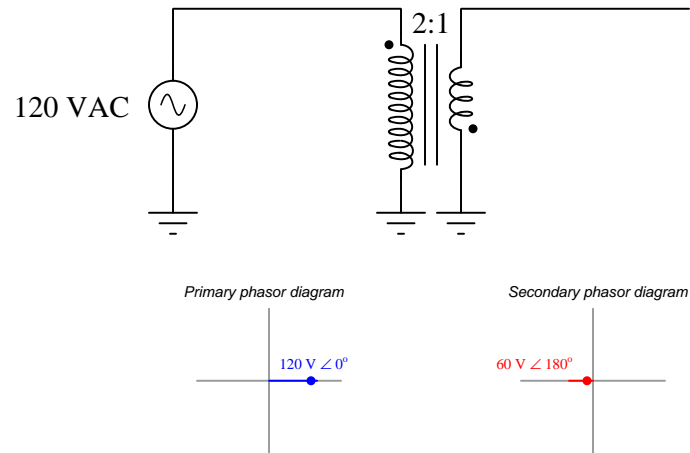 2:1
120 VAC
Primary phasor diagram
Secondary phasor diagram
120 V ∠ 0°
60 V ∠ 180°